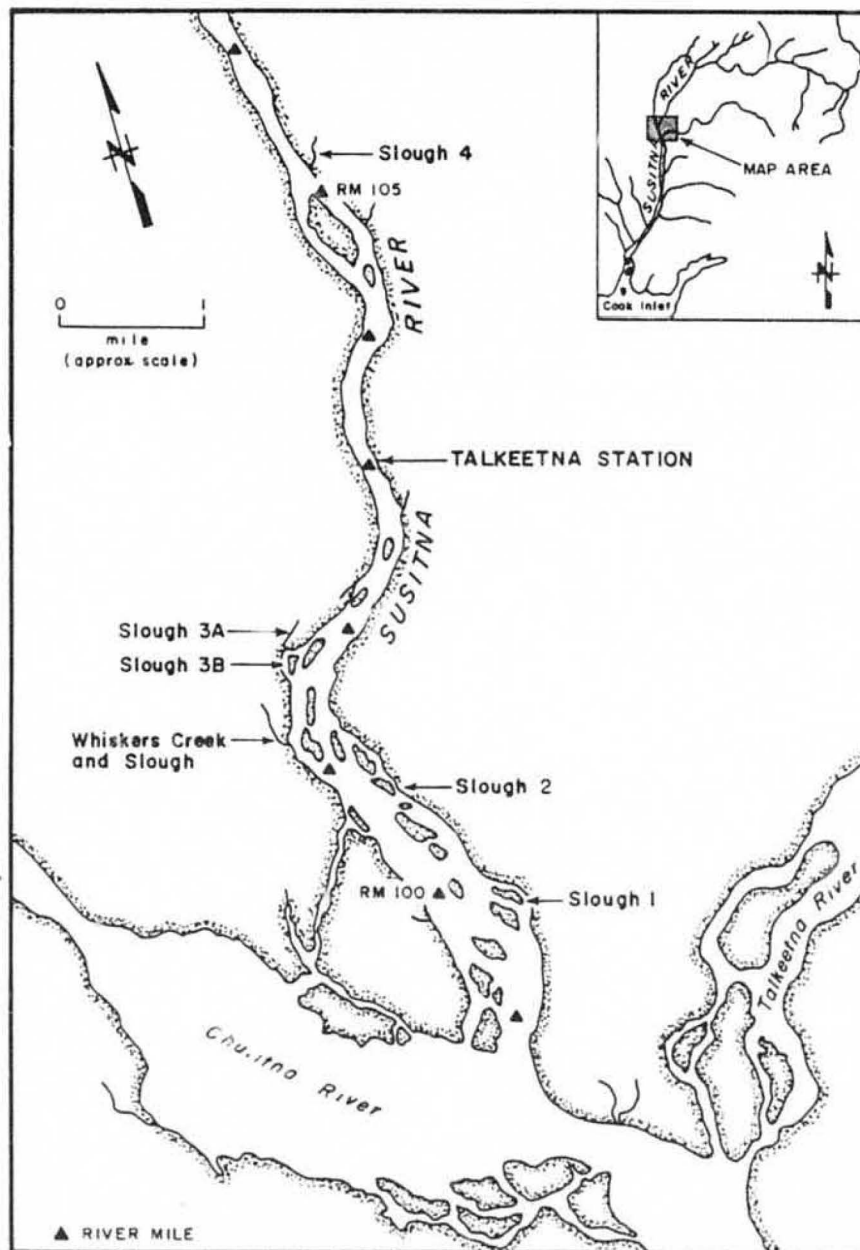 Slough 4
RM 105
RIVER
0 1
mile
(approx. scale)
TALKEETNA STATION
SUSITNA
Slough 3A
Slough 3B
Whiskers Creek
and Slough
Slough 2
RM 100
Slough 1
Talkeetna River
Chulitna River
RIVER MILE
RIVER
SUSITNA
MAP AREA
Cook Inlet
N
N